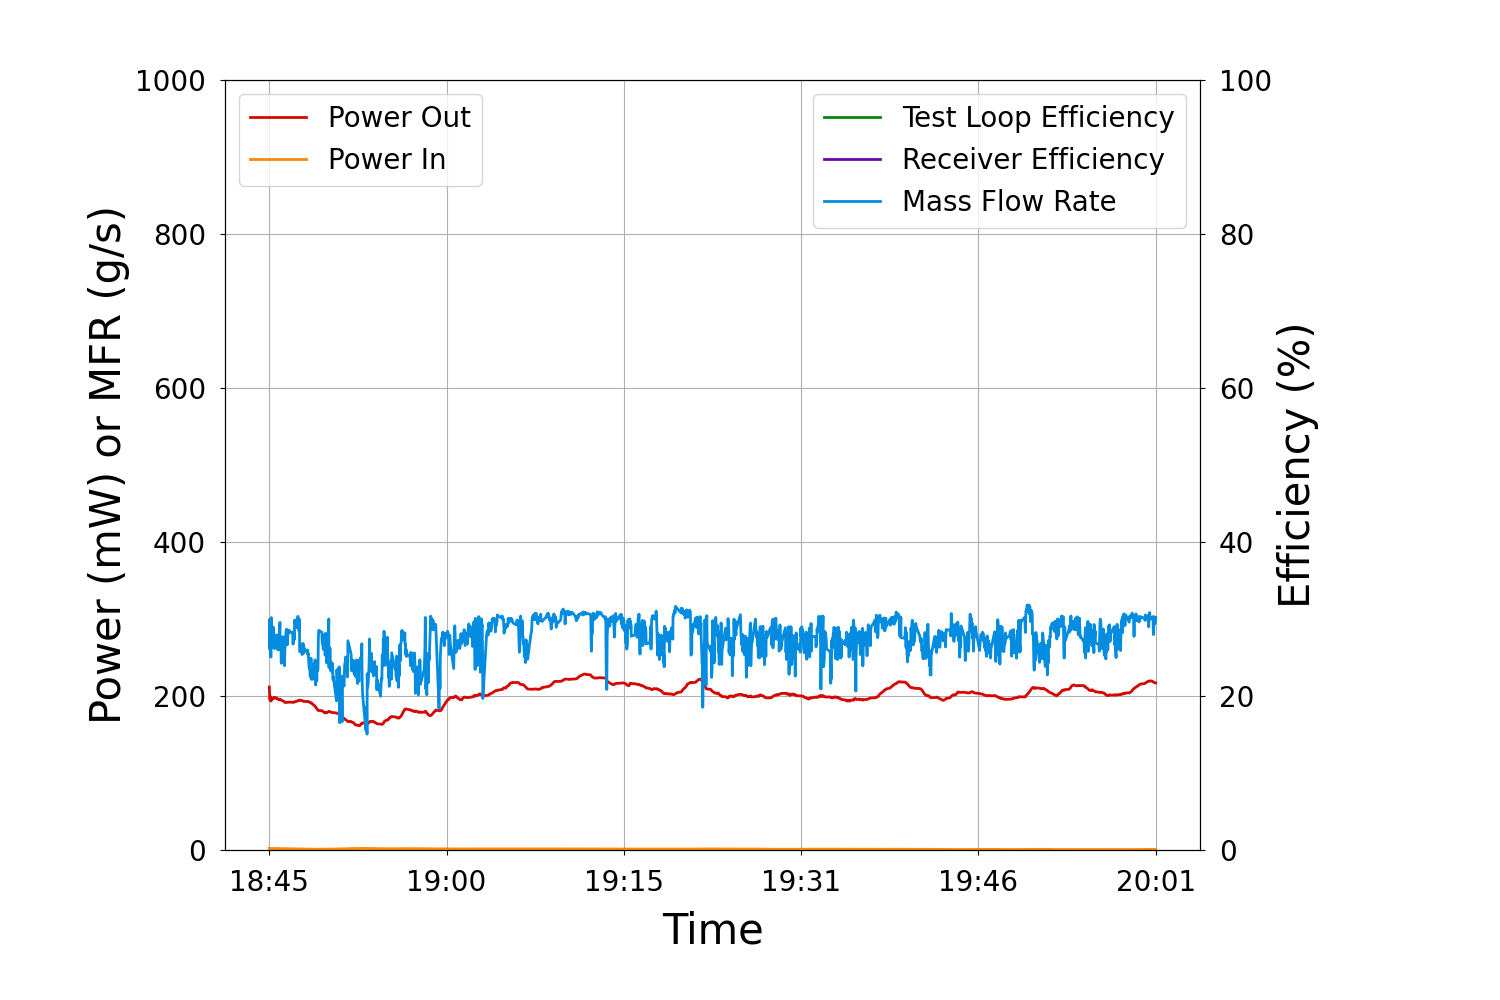 1000
800
600
400
200
0
Power (mW) or MFR (g/s)
Power Out
Power In
Test Loop Efficiency
Receiver Efficiency
Mass Flow Rate
100
80
60
40
20
0
Efficiency (%)
18:45 19:00 19:15 19:31 19:46 20:01
Time